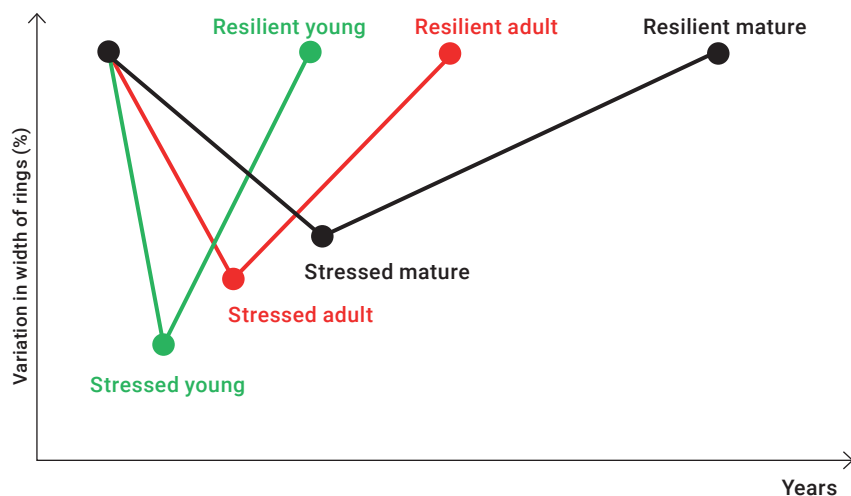 Resilient young
Resilient adult
Resilient mature
Variation in width of rings (%)
Stressed mature
Stressed adult
Stressed young
Years